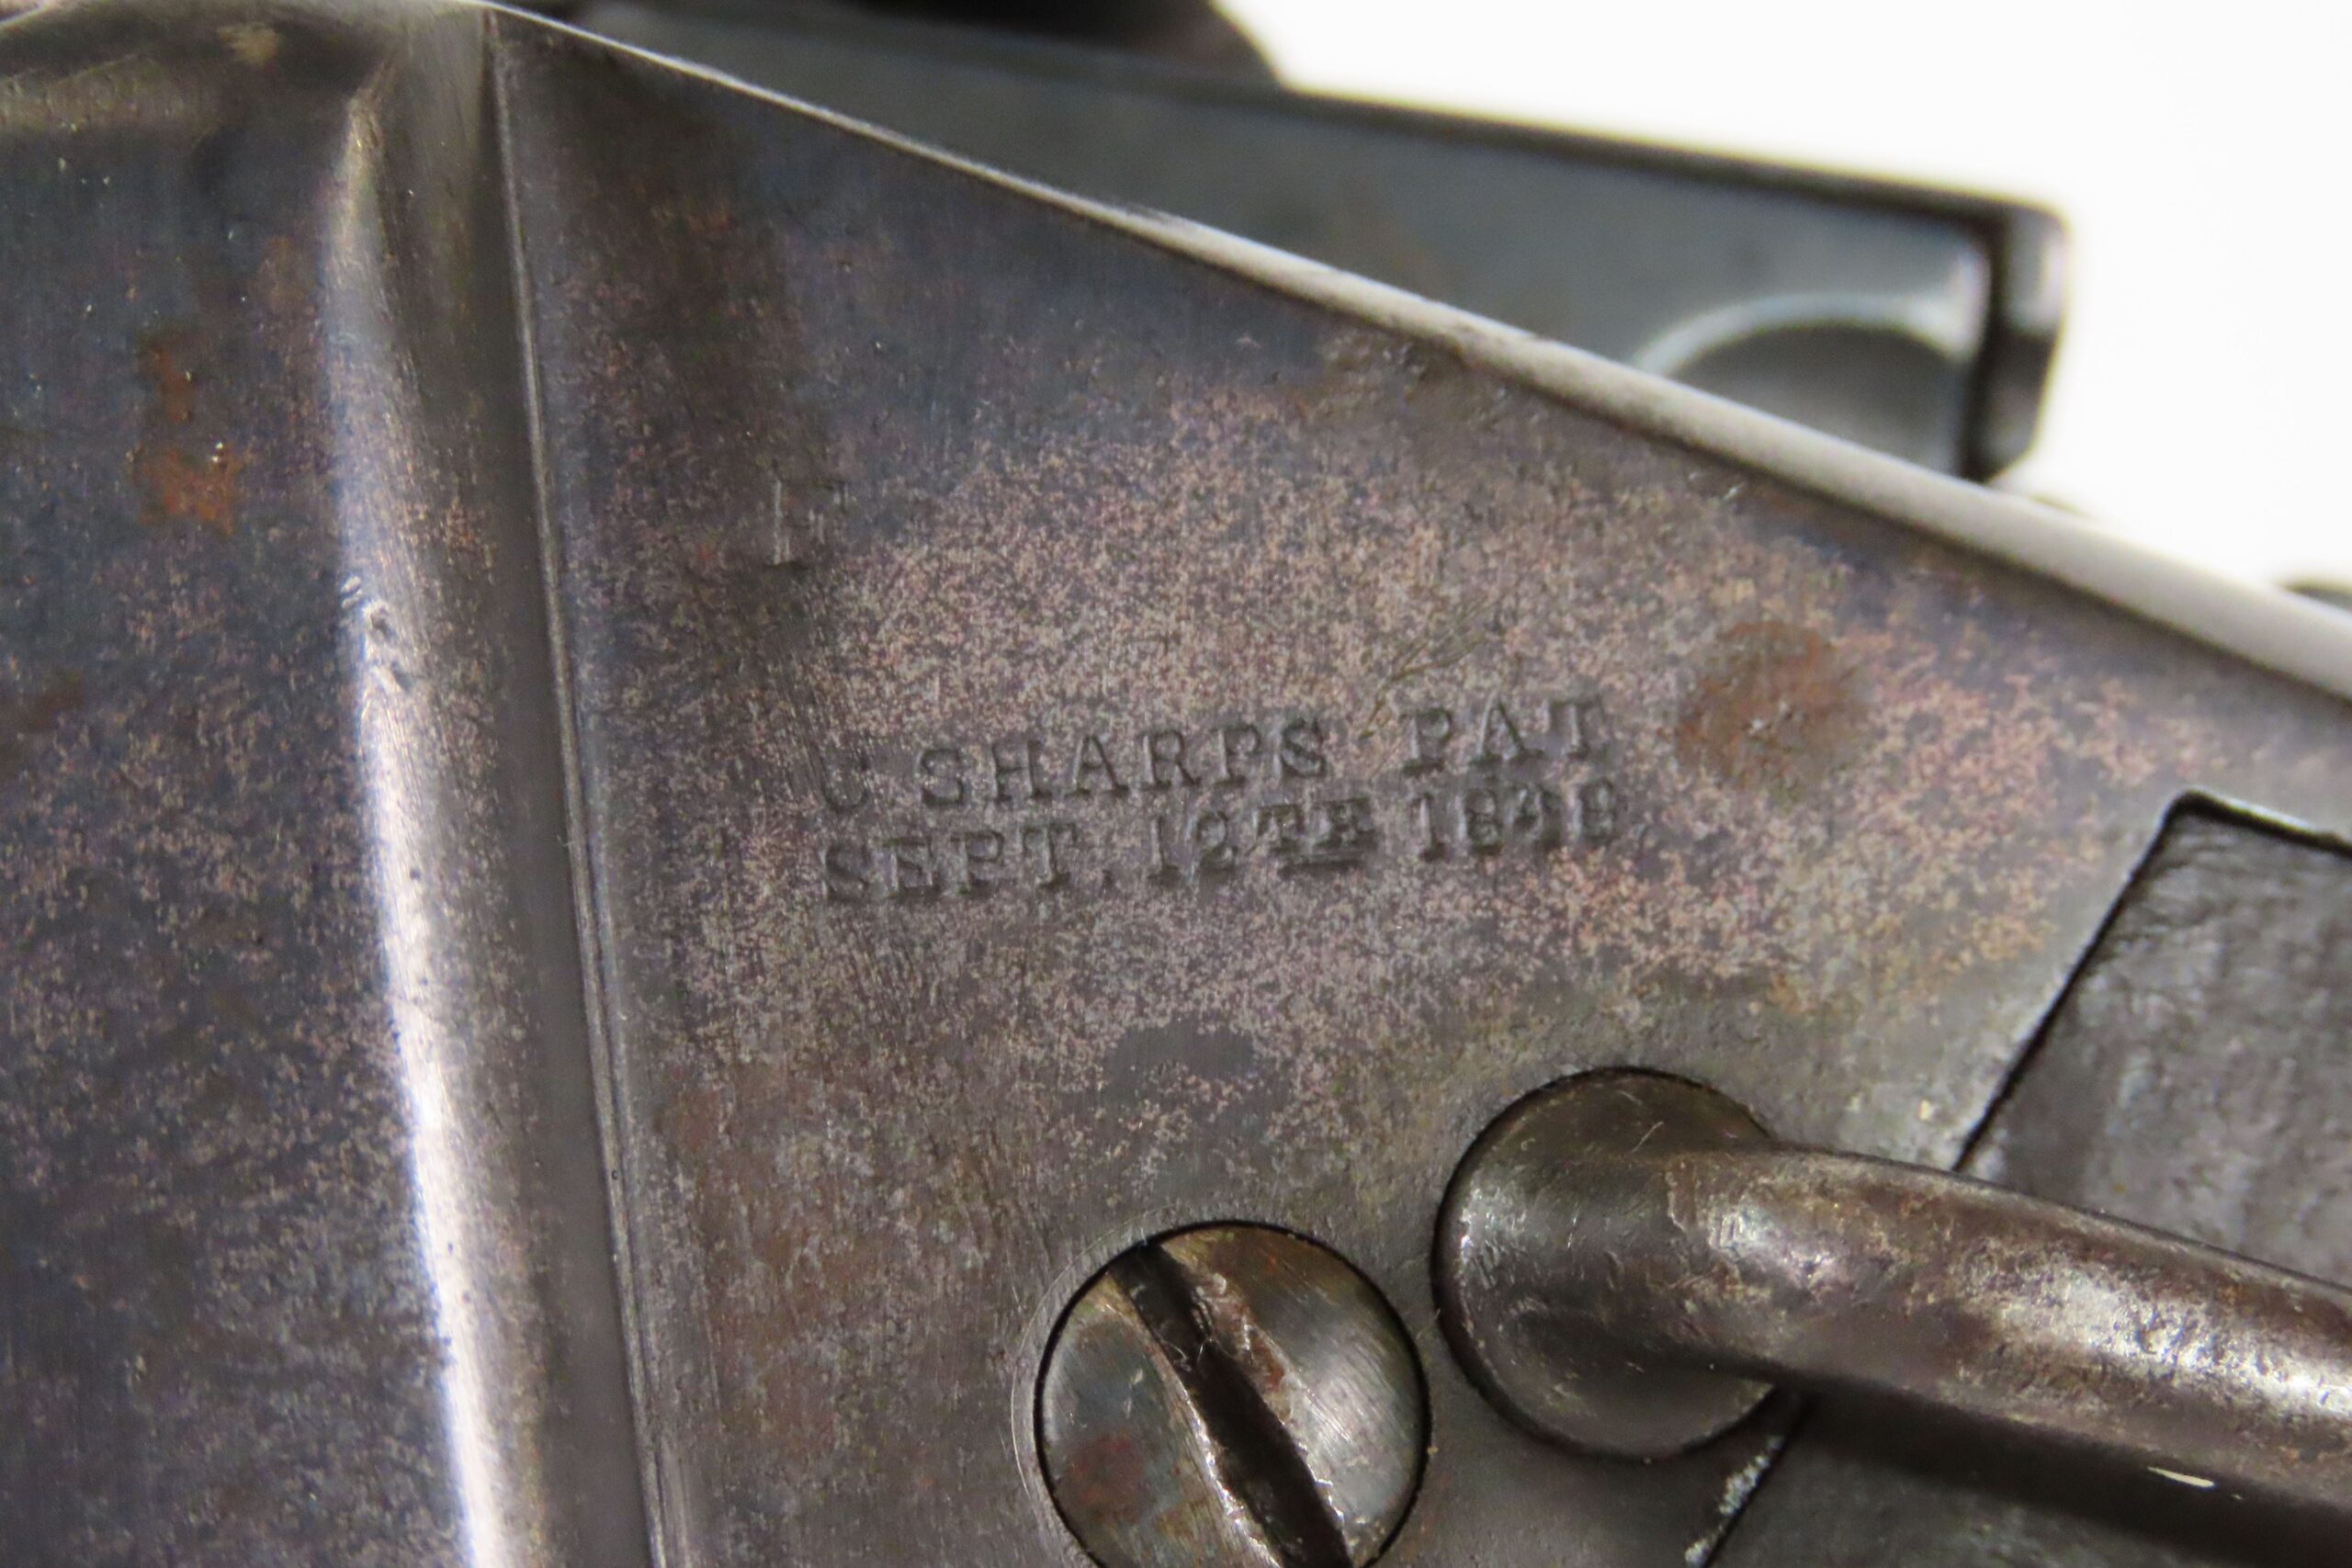 C. SHARPS PAT
SEPT. 12TH 1848